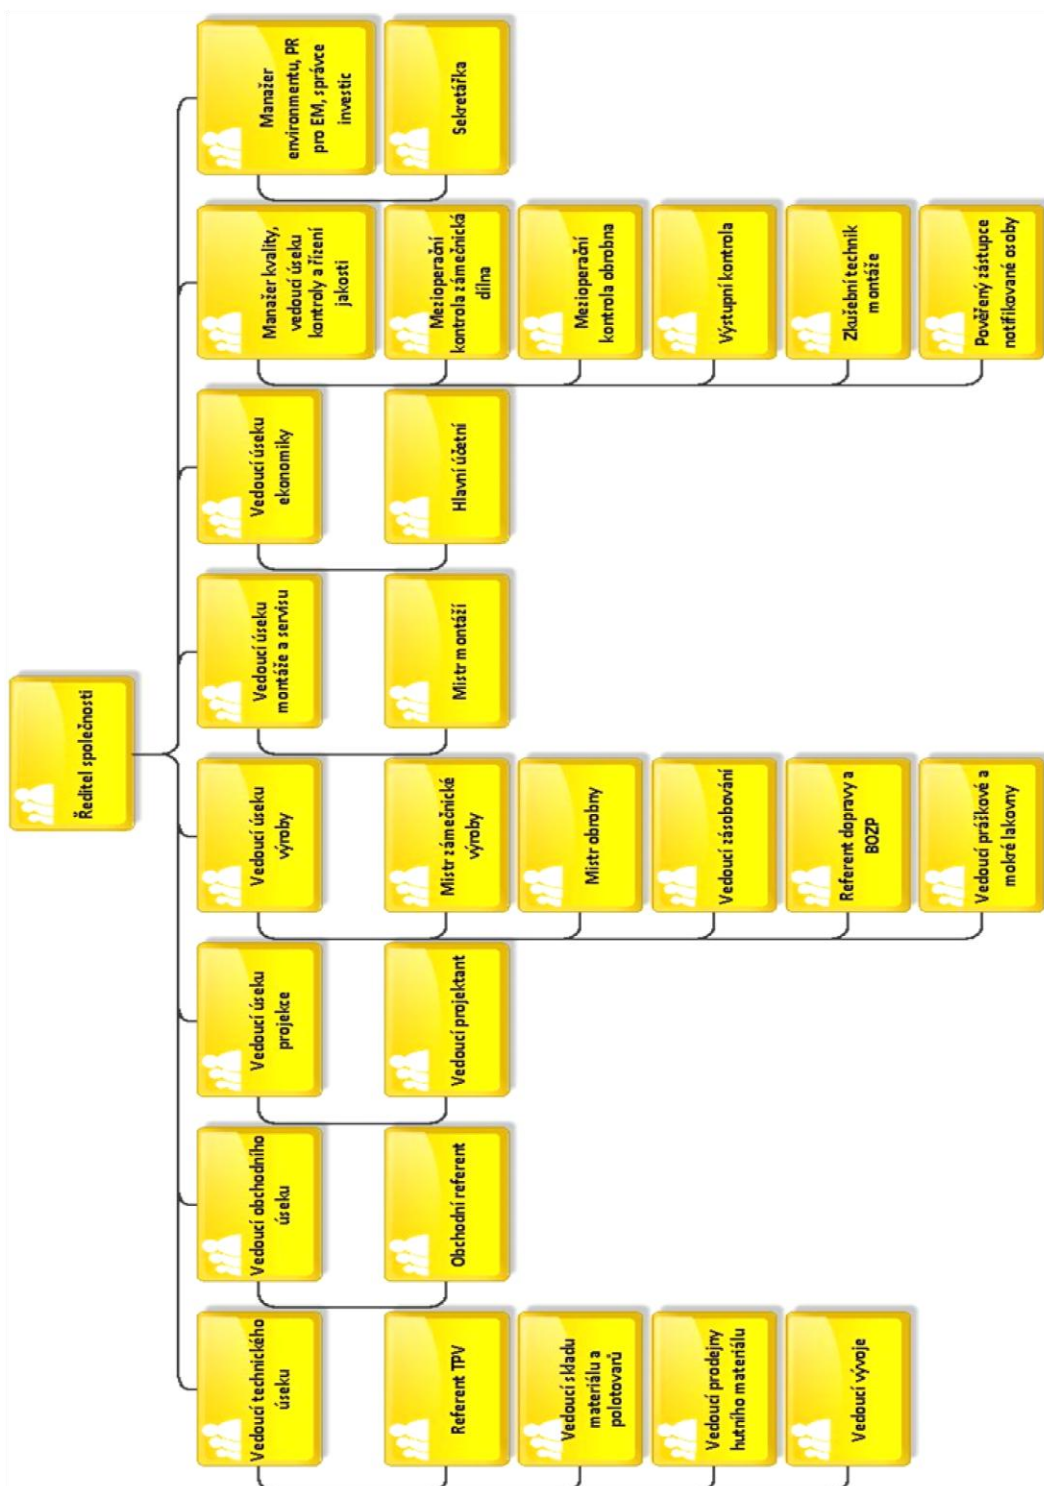 Ředitel společnosti
Vedoucí technického
úseku
Referent TPV
Vedoucí skladu
materiálu a
polotovarů
Vedoucí prodejny
hutního materiálu
Vedoucí vývoje
Vedoucí obchodního
úseku
Obchodní referent
Vedoucí úseku
projekce
Vedoucí projektant
Vedoucí úseku
výroby
Mistr zámečnické
výroby
Mistr obrobny
Vedoucí zásobování
Referent dopravy a
BOZP
Vedoucí práškové a
mokré lakovny
Vedoucí úseku
montáže a servisu
Mistr montáží
Vedoucí úseku
ekonomiky
Hlavní účetní
Manažer kvality,
vedoucí úseku
kontroly a řízení
jakosti
Mezioperační
kontrola zámečnická
dílna
Mezioperační
kontrola obrobna
Výstupní kontrola
Zkušební technik
montáže
Pověřený zástupce
notifikované osoby
Manažer
environmentu, PR
pro EM, správce
investic
Sekretářka